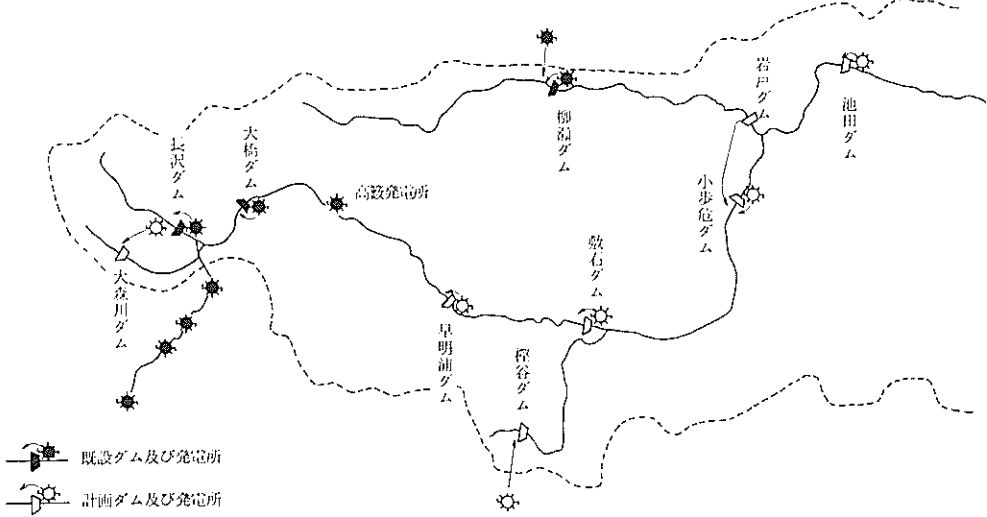 岩戸ダム
池田ダム
柳瀬ダム
大橋ダム
長沢ダム
高薮発電所
小歩危ダム
敷石ダム
大森川ダム
早明浦ダム
樫谷ダム
既設ダム及び発電所
計画ダム及び発電所